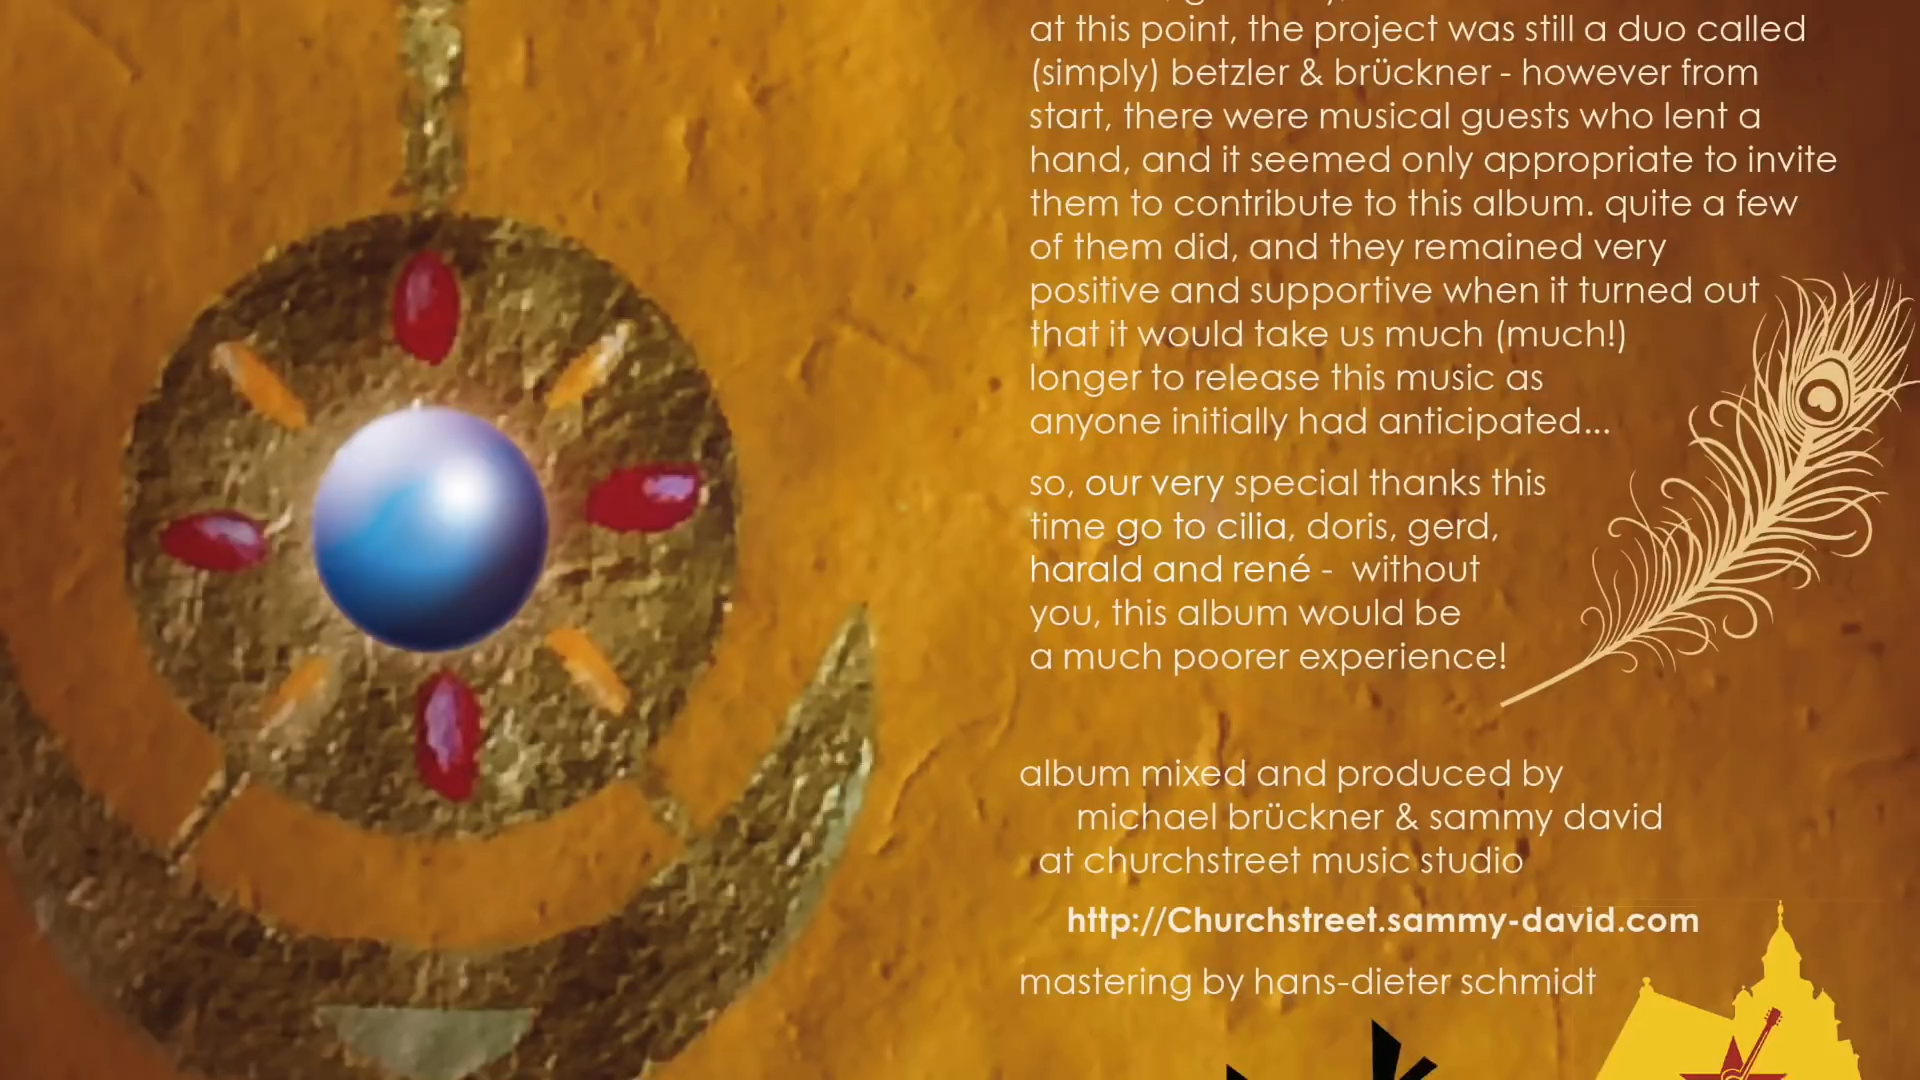 at this point, the project was still a duo called
(simply) betzler & brückner - however from
start, there were musical guests who lent a
hand, and it seemed only appropriate to invite
them to contribute to this album. quite a few
of them did, and they remained very
positive and supportive when it turned out
that it would take us much (much!)
longer to release this music as
anyone initially had anticipated...
so, our very special thanks this
time go to cilia, doris, gerd,
harald and rené - without
you, this album would be
a much poorer experience!
album mixed and produced by
michael brückner & sammy david
at churchstreet music studio
http://Churchstreet.sammy-david.com
mastering by hans-dieter schmidt